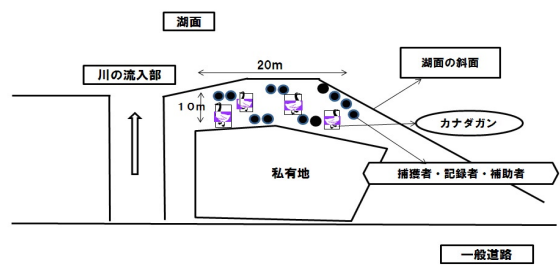 湖面
20m
川の流入部
湖面の斜面
10m
カナダガン
私有地
捕獲者・記録者・補助者
一般道路